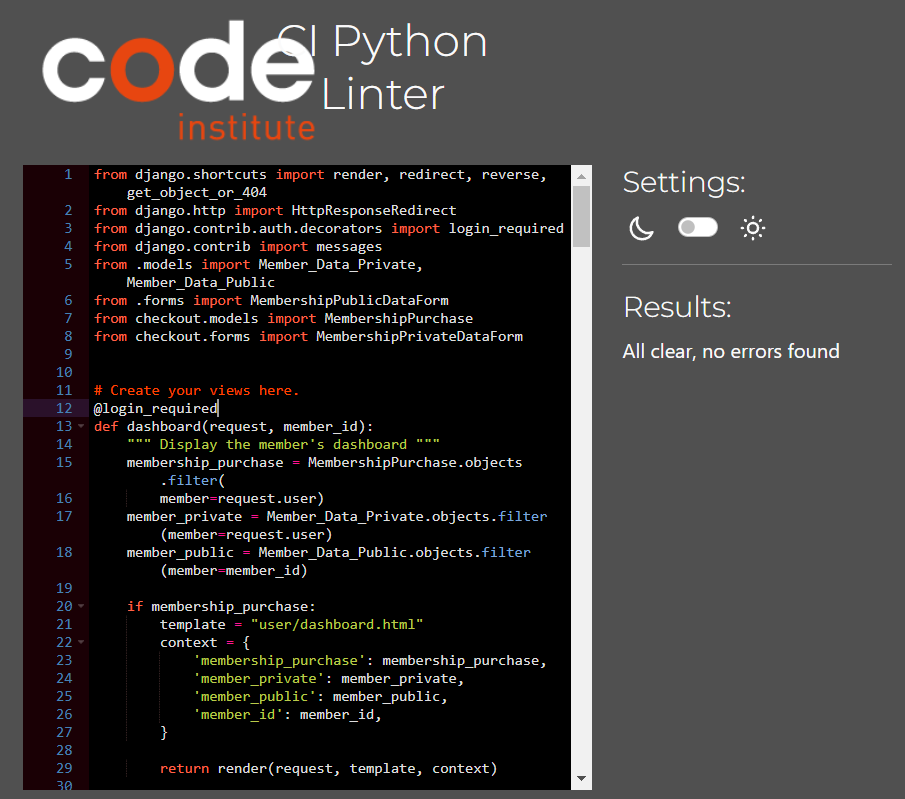 code
institute
CI Python
Linter
1 from django.shortcuts import render, redirect, reverse,
get_object_or_404
2 from django.http import HttpResponseRedirect
3 from django.contrib.auth.decorators import login_required
4 from django.contrib import messages
5 from .models import Member_Data_Private,
Member_Data_Public
6 from .forms import MembershipPublicDataForm
7 from checkout.models import MembershipPurchase
8 from checkout.forms import MembershipPrivateDataForm
9
10
11 # Create your views here.
12 @login_required
13 def dashboard(request, member_id):
14 """ Display the member's dashboard """
15 membership_purchase = MembershipPurchase.objects
.filter(
16 member=request.user)
17 member_private = Member_Data_Private.objects.filter
(member=request.user)
18 member_public = Member_Data_Public.objects.filter
(member=member_id)
19
20 if membership_purchase:
21 template = "user/dashboard.html"
22 context = {
23 'membership_purchase': membership_purchase,
24 'member_private': member_private,
25 'member_public': member_public,
26 'member_id': member_id,
27 }
28
29 return render(request, template, context)
30
Settings:
Results:
All clear, no errors found